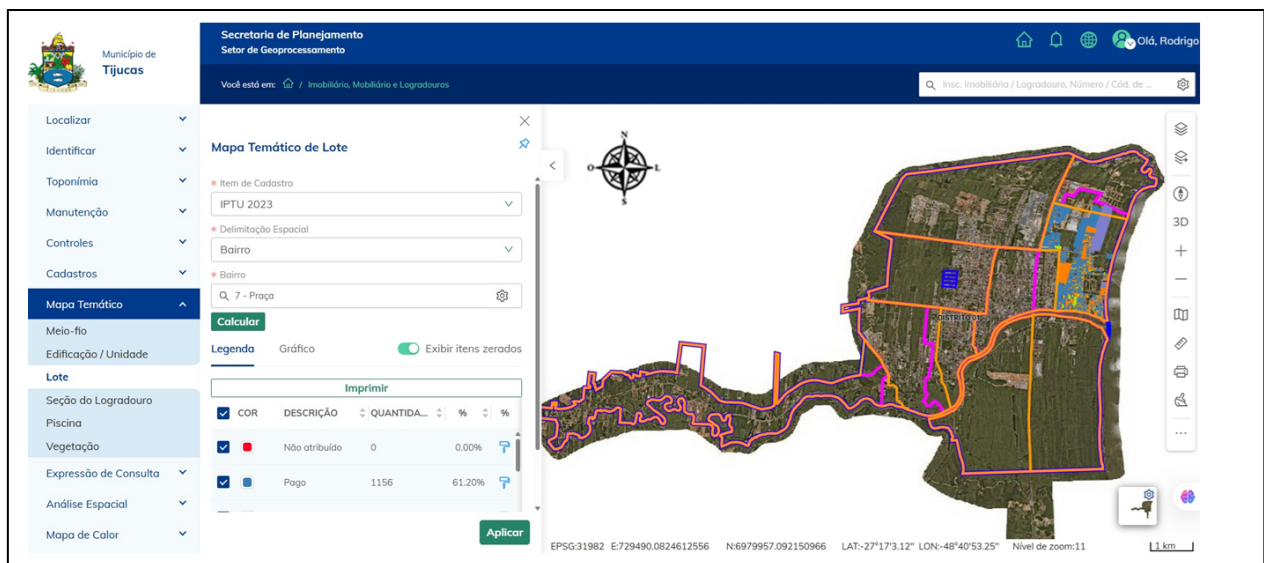 Município de
Tijucas
Secretaria de Planejamento
Setor de Geoprocessamento
Olá, Rodrigo
Você está em: / Imobiliário, Mobiliário e Logradouros
Insc. Imobiliária / Logradouro, Número / Cód. de ...
Localizar
Identificar
Toponímia
Manutenção
Controles
Cadastros
Mapa Temático
Meio-fio
Edificação / Unidade
Lote
Seção do Logradouro
Piscina
Vegetação
Expressão de Consulta
Análise Espacial
Mapa de Calor
Mapa Temático de Lote
* Item de Cadastro
IPTU 2023
* Delimitação Espacial
Bairro
* Bairro
7 - Praça
Calcular
Legenda Gráfico Exibir itens zerados
Imprimir
COR DESCRIÇÃO QUANTIDA... % %
Não atribuído 0 0.00%
Pago 1156 61.20%
Aplicar
N
O L
S
DISTRITO 01
3D
EPSG:31982 E:729490.0824612556 N:6979957.092150966 LAT:-27°17'3.12" LON:-48°40'53.25" Nível de zoom:11 1 km